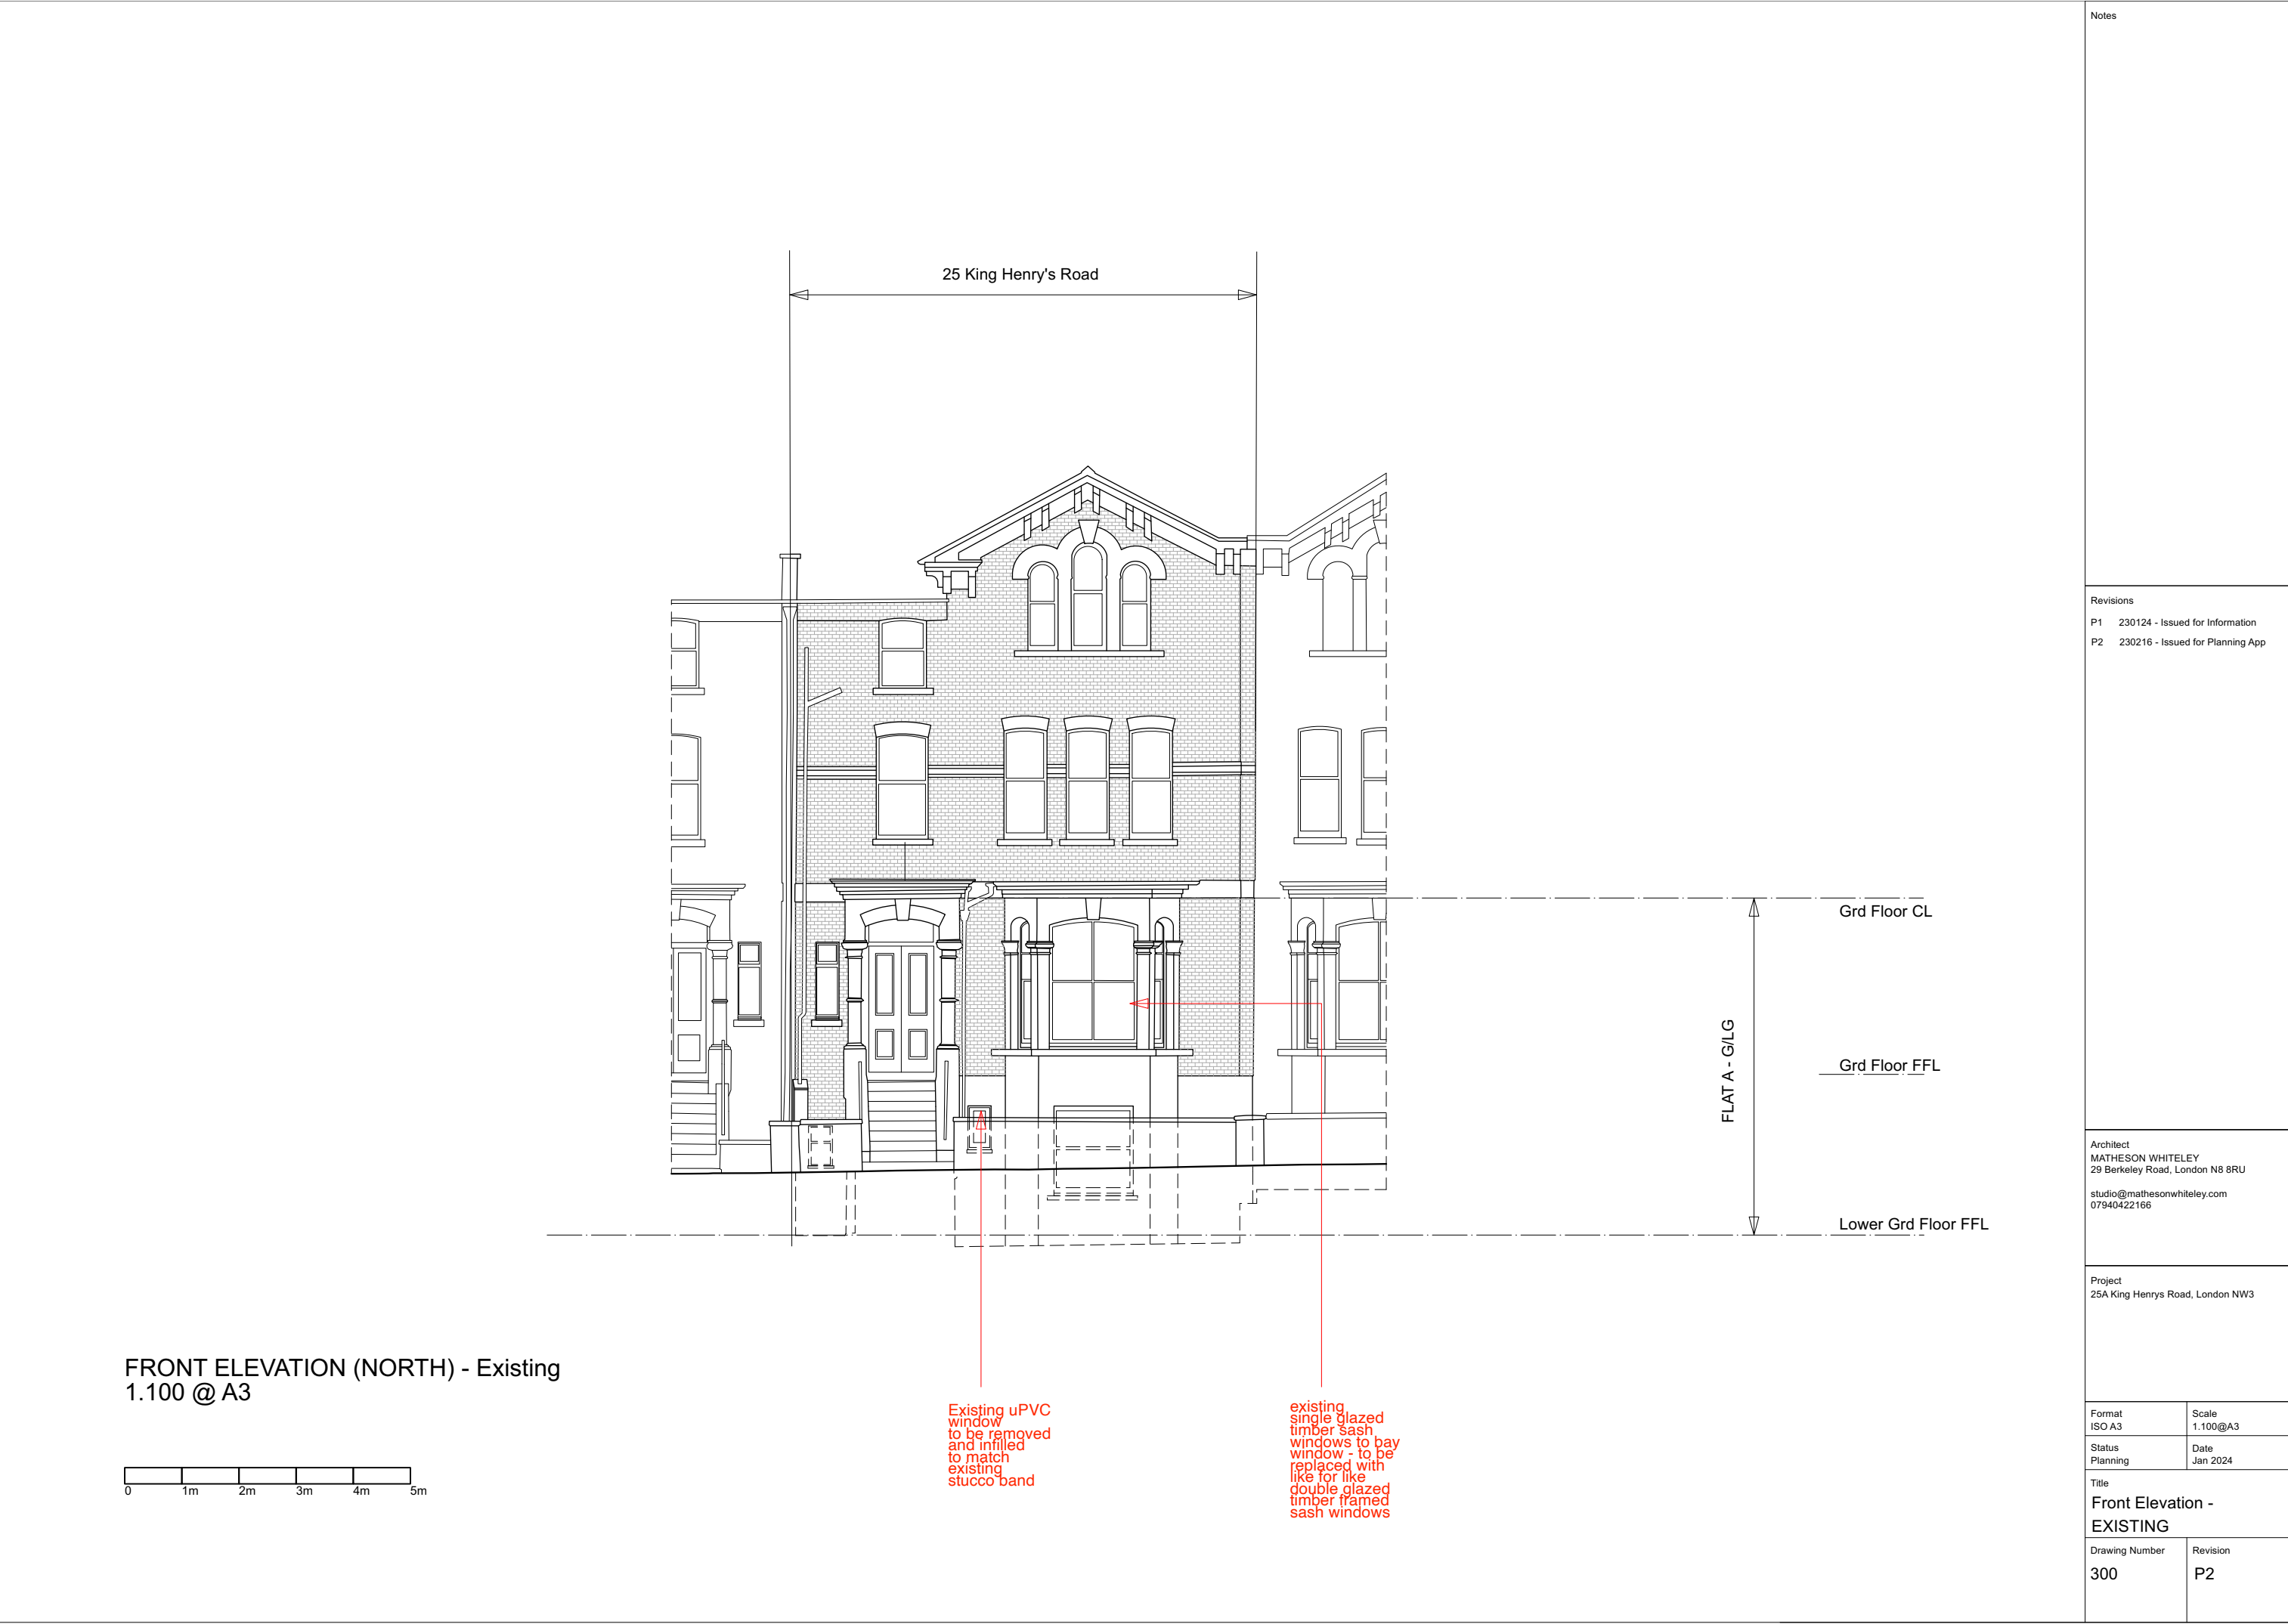 Notes
25 King Henry's Road
Revisions
P1 230124 - Issued for Information
P2 230216 - Issued for Planning App
Grd Floor CL
FLAT A - G/LG
Grd Floor FFL
Lower Grd Floor FFL
Architect
MATHESON WHITELEY
29 Berkeley Road, London N8 8RU
studio@mathesonwhiteley.com
07940422166
Project
25A King Henrys Road, London NW3
FRONT ELEVATION (NORTH) - Existing
1.100 @ A3
0 1m 2m 3m 4m 5m
Existing uPVC
window
to be removed
and infilled
to match
existing
stucco band
existing
single glazed
timber sash
windows to bay
window - to be
replaced with
like for like
double glazed
timber framed
sash windows
Format
ISO A3
Scale
1.100@A3
Status
Planning
Date
Jan 2024
Title
Front Elevation -
EXISTING
Drawing Number
300
Revision
P2